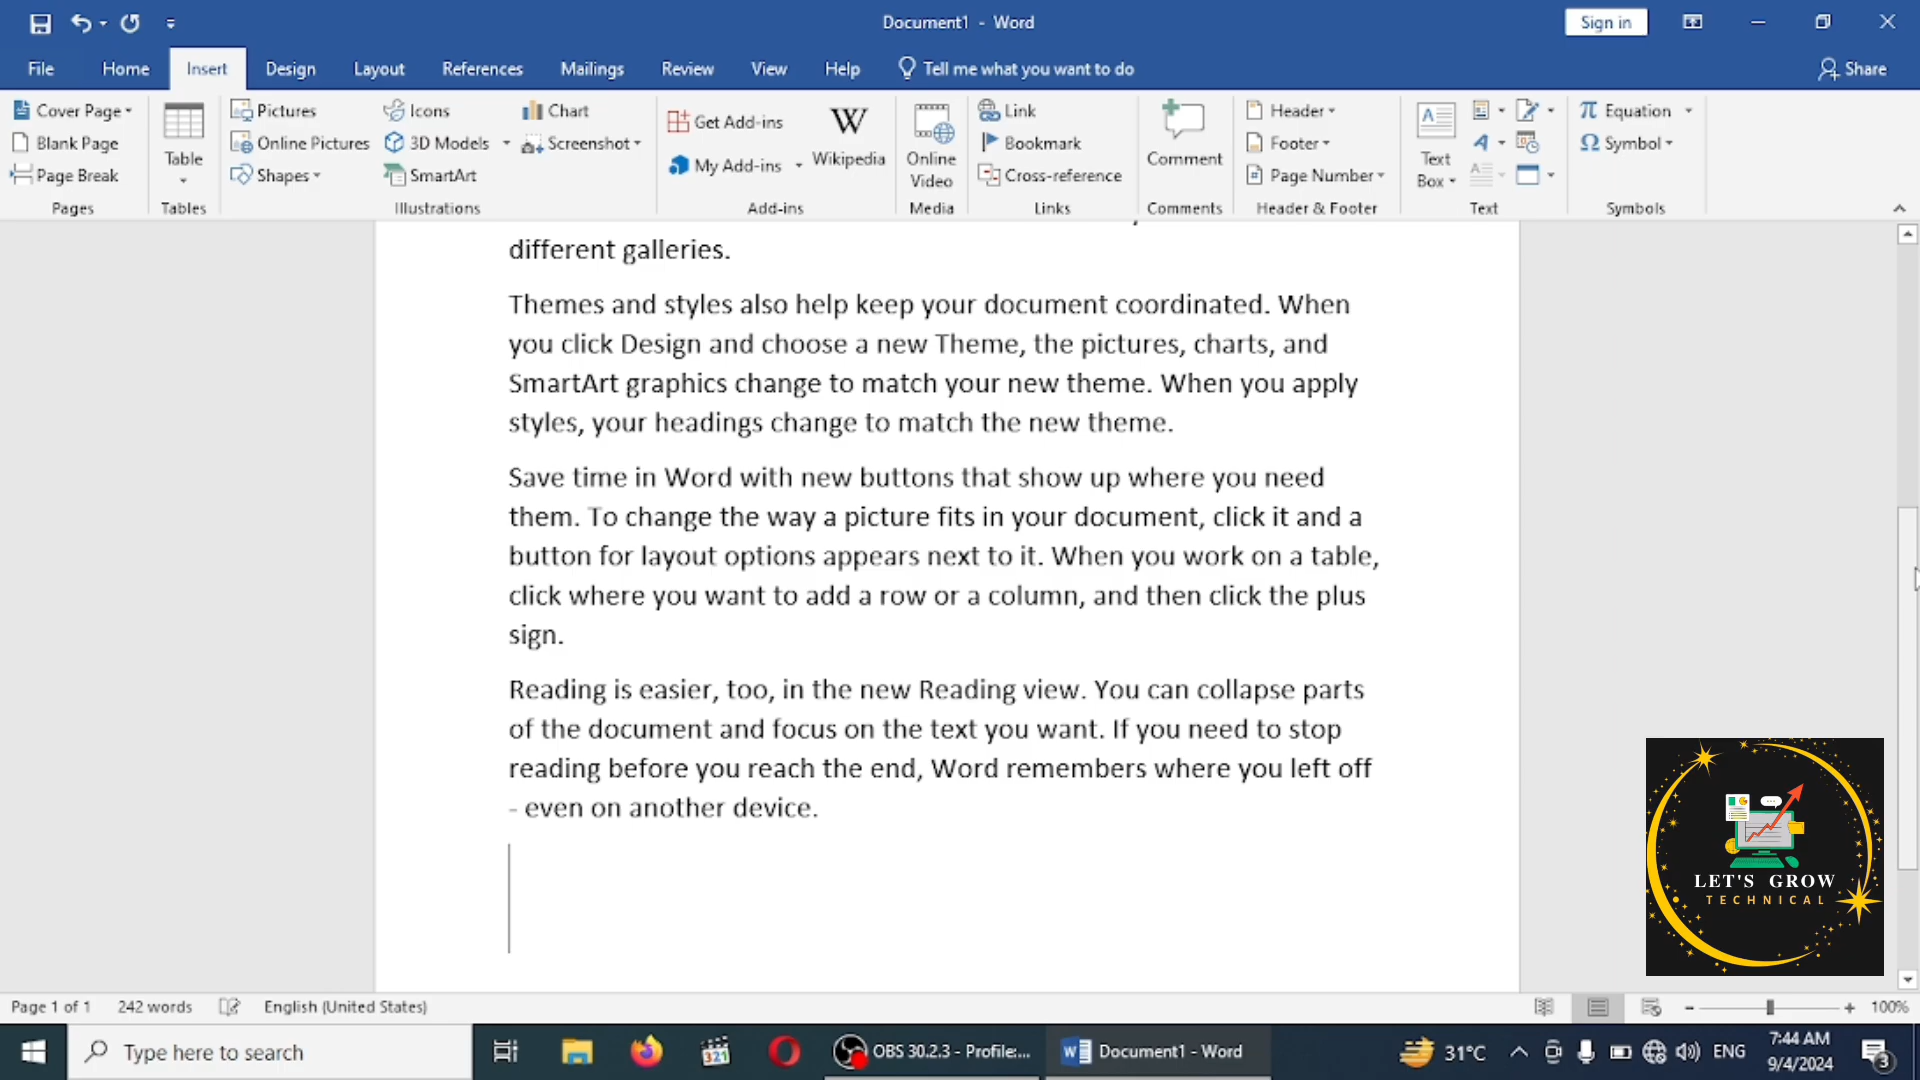 Document1 - Word
Sign in
File Home Insert Design Layout References Mailings Review View Help Tell me what you want to do Share
Cover Page
Blank Page
Page Break
Pages
Table
Tables
Pictures
Online Pictures
Shapes
Icons
3D Models
SmartArt
Chart
Screenshot
Illustrations
Get Add-ins
My Add-ins
W
Wikipedia
Add-ins
Online
Video
Media
Link
Bookmark
Cross-reference
Links
Comment
Comments
Header
Footer
Page Number
Header & Footer
A
Text
Box
Text
π Equation
Ω Symbol
Symbols
different galleries.
Themes and styles also help keep your document coordinated. When
you click Design and choose a new Theme, the pictures, charts, and
SmartArt graphics change to match your new theme. When you apply
styles, your headings change to match the new theme.
Save time in Word with new buttons that show up where you need
them. To change the way a picture fits in your document, click it and a
button for layout options appears next to it. When you work on a table,
click where you want to add a row or a column, and then click the plus
sign.
Reading is easier, too, in the new Reading view. You can collapse parts
of the document and focus on the text you want. If you need to stop
reading before you reach the end, Word remembers where you left off
- even on another device.
LET'S GROW
TECHNICAL
Page 1 of 1 242 words English (United States) 100%
Type here to search
321
OBS 30.2.3 - Profile:...
Document1 - Word
31°C
ENG
7:44 AM
9/4/2024
3